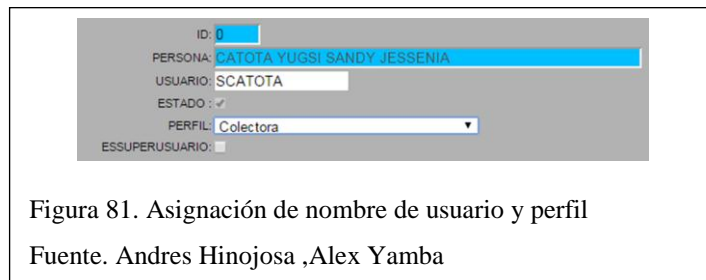 ID: 0
PERSONA: CATOTA YUGSI SANDY JESSENIA
USUARIO: SCATOTA
ESTADO :
PERFIL: Colectora
ESSUPERUSUARIO:
Figura 81. Asignación de nombre de usuario y perfil
Fuente. Andres Hinojosa ,Alex Yamba